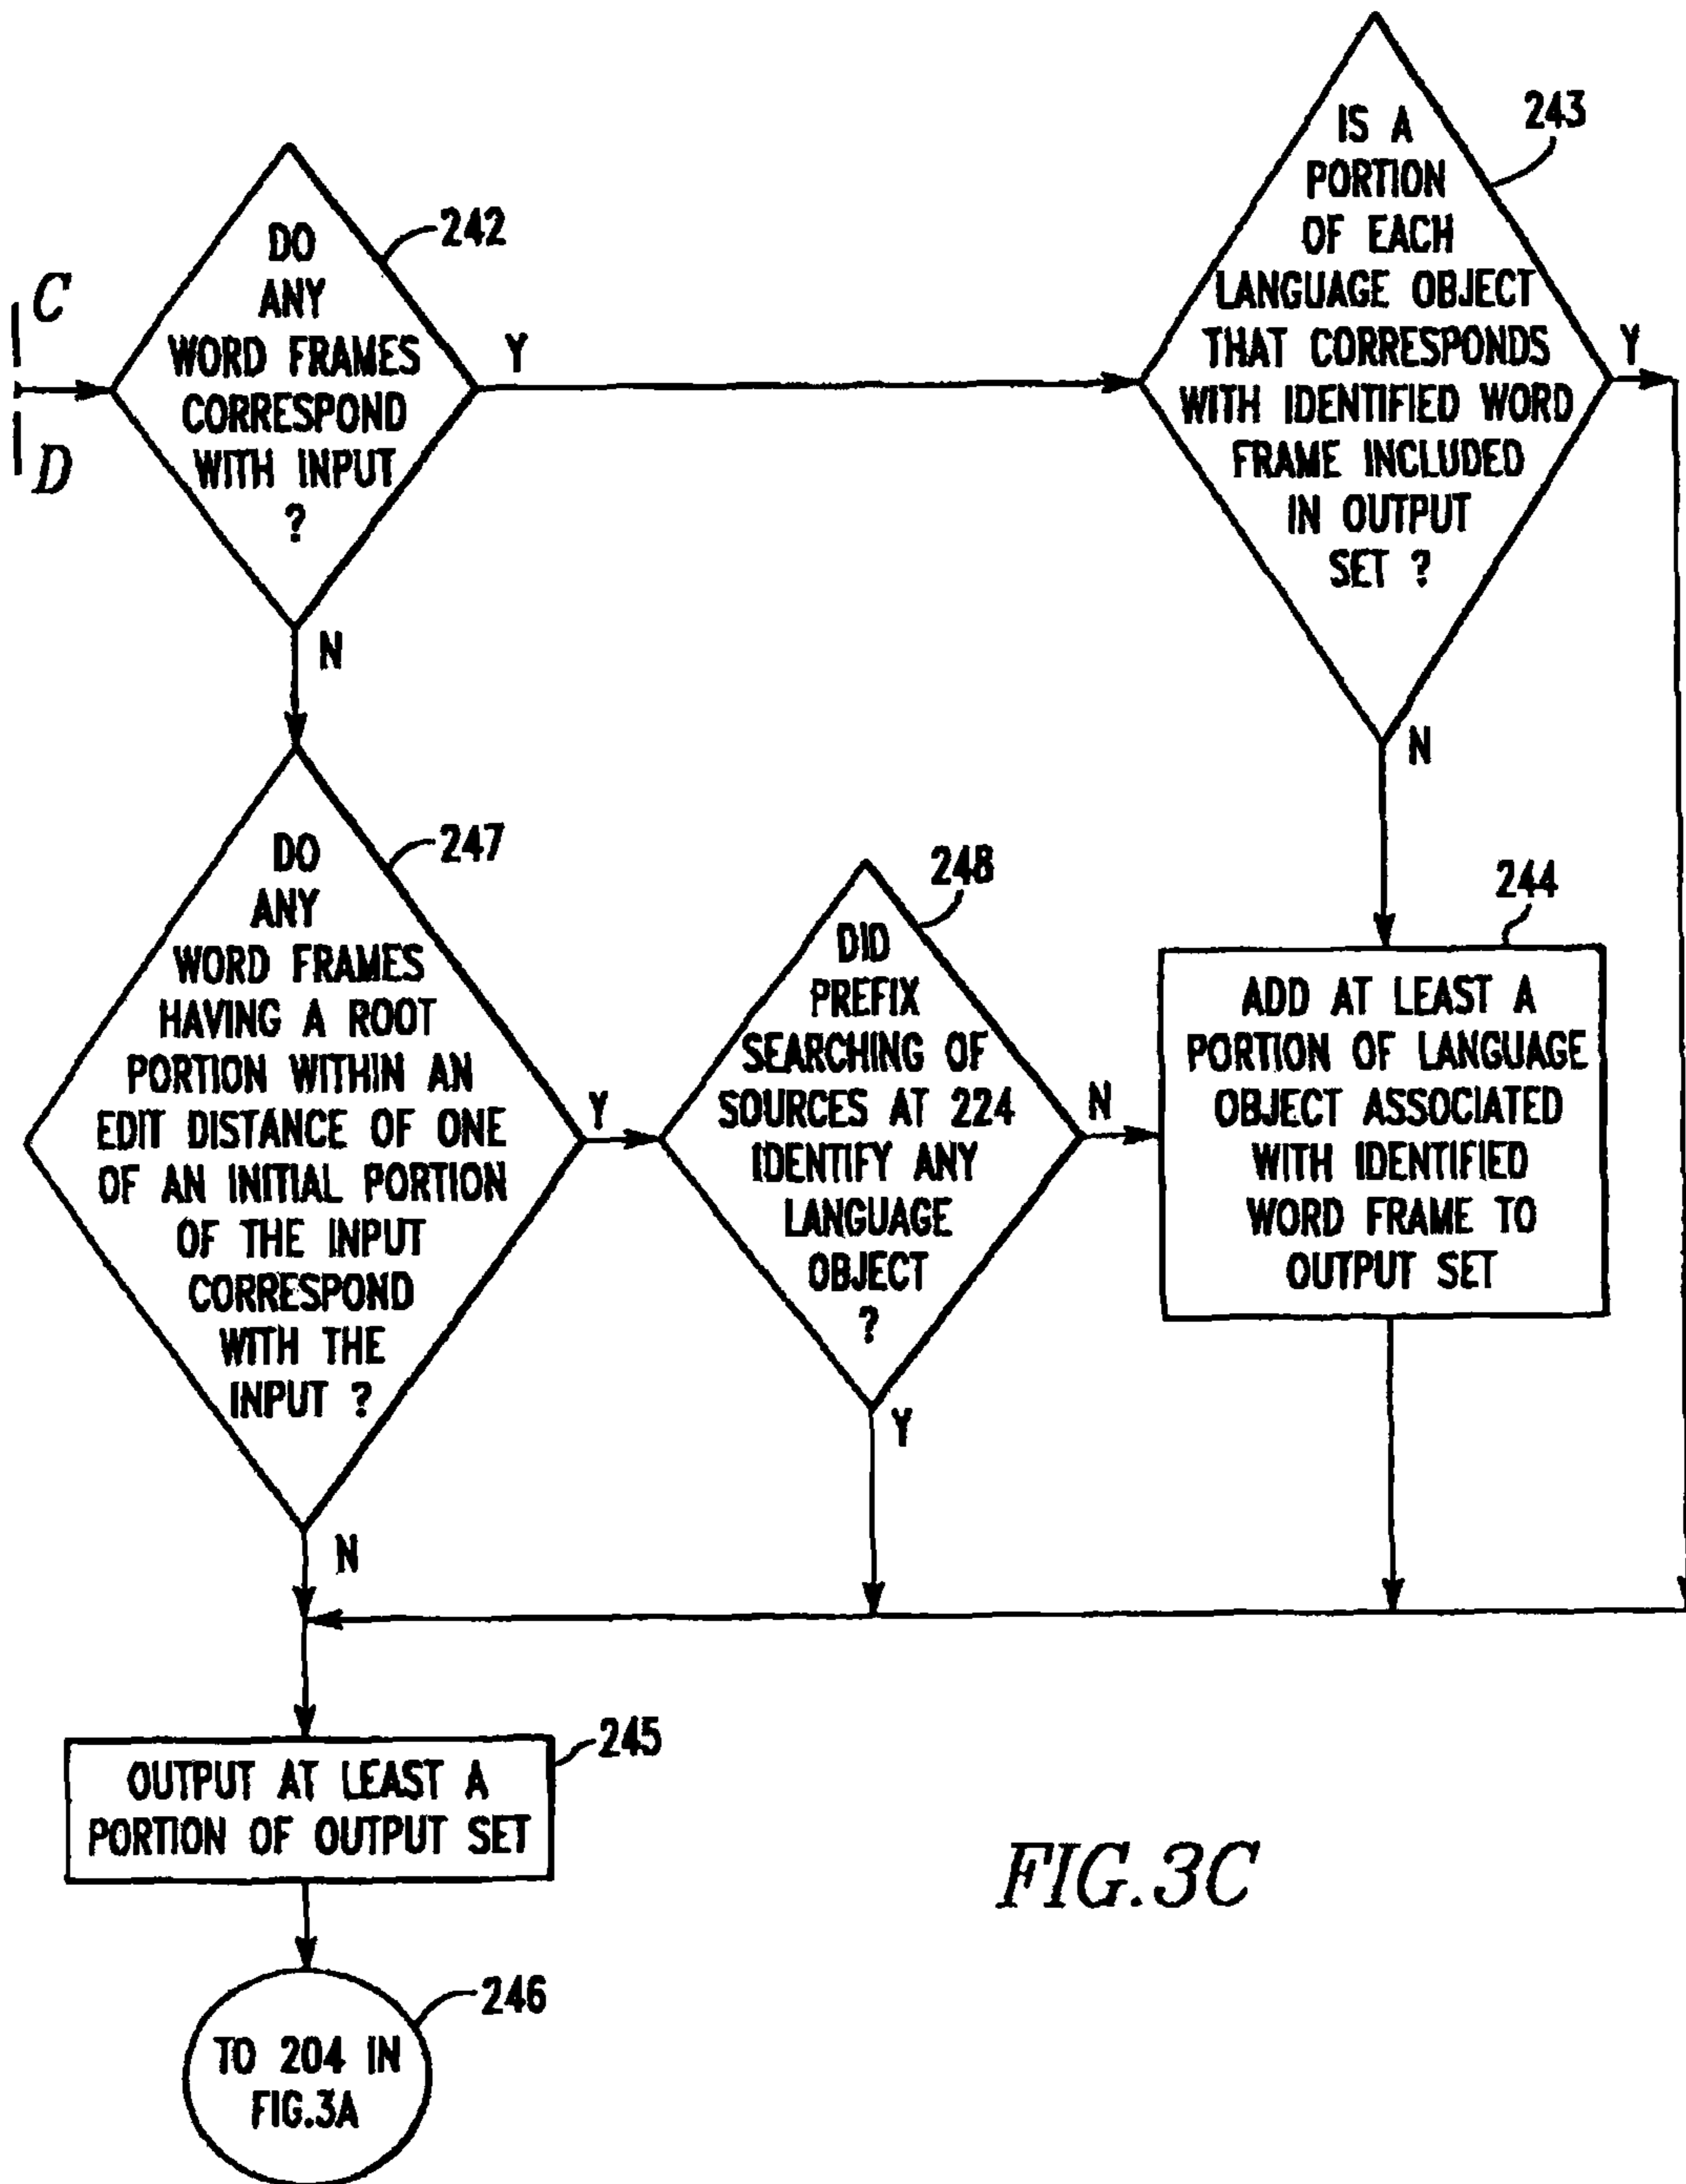 C
D
DO
ANY
WORD FRAMES
CORRESPOND
WITH INPUT
?
242
Y
N
IS A
PORTION
OF EACH
LANGUAGE OBJECT
THAT CORRESPONDS
WITH IDENTIFIED WORD
FRAME INCLUDED
IN OUTPUT
SET ?
243
Y
N
DO
ANY
WORD FRAMES
HAVING A ROOT
PORTION WITHIN AN
EDIT DISTANCE OF ONE
OF AN INITIAL PORTION
OF THE INPUT
CORRESPOND
WITH THE
INPUT ?
247
Y
N
DID
PREFIX
SEARCHING OF
SOURCES AT 224
IDENTIFY ANY
LANGUAGE
OBJECT
?
248
N
Y
244
ADD AT LEAST A
PORTION OF LANGUAGE
OBJECT ASSOCIATED
WITH IDENTIFIED
WORD FRAME TO
OUTPUT SET
245
OUTPUT AT LEAST A
PORTION OF OUTPUT SET
246
TO 204 IN
FIG.3A
FIG.3C